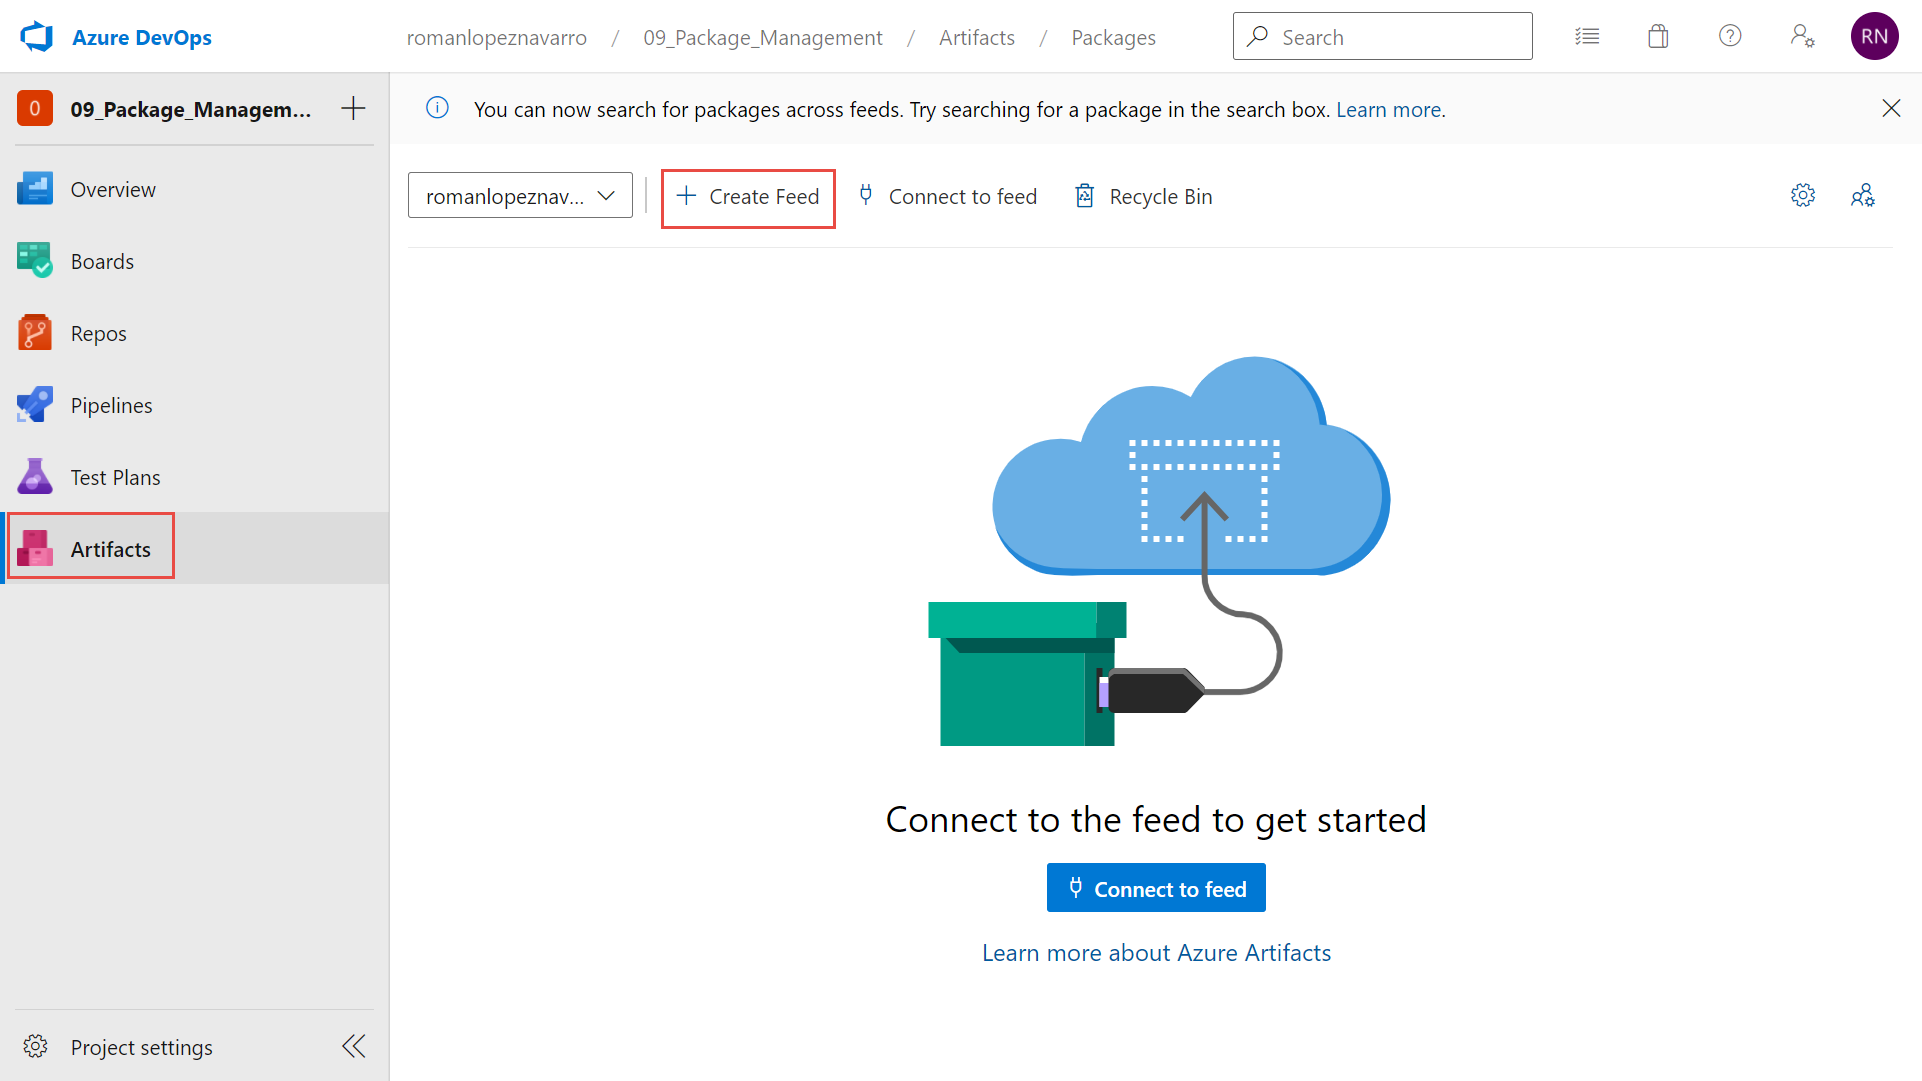 Azure DevOps
romanlopeznavarro / 09_Package_Management / Artifacts / Packages
Search
RN
0 09_Package_Managem...
You can now search for packages across feeds. Try searching for a package in the search box. Learn more.
romanlopeznav...
Create Feed
Connect to feed
Recycle Bin
Overview
Boards
Repos
Pipelines
Test Plans
Artifacts
Connect to the feed to get started
Connect to feed
Learn more about Azure Artifacts
Project settings